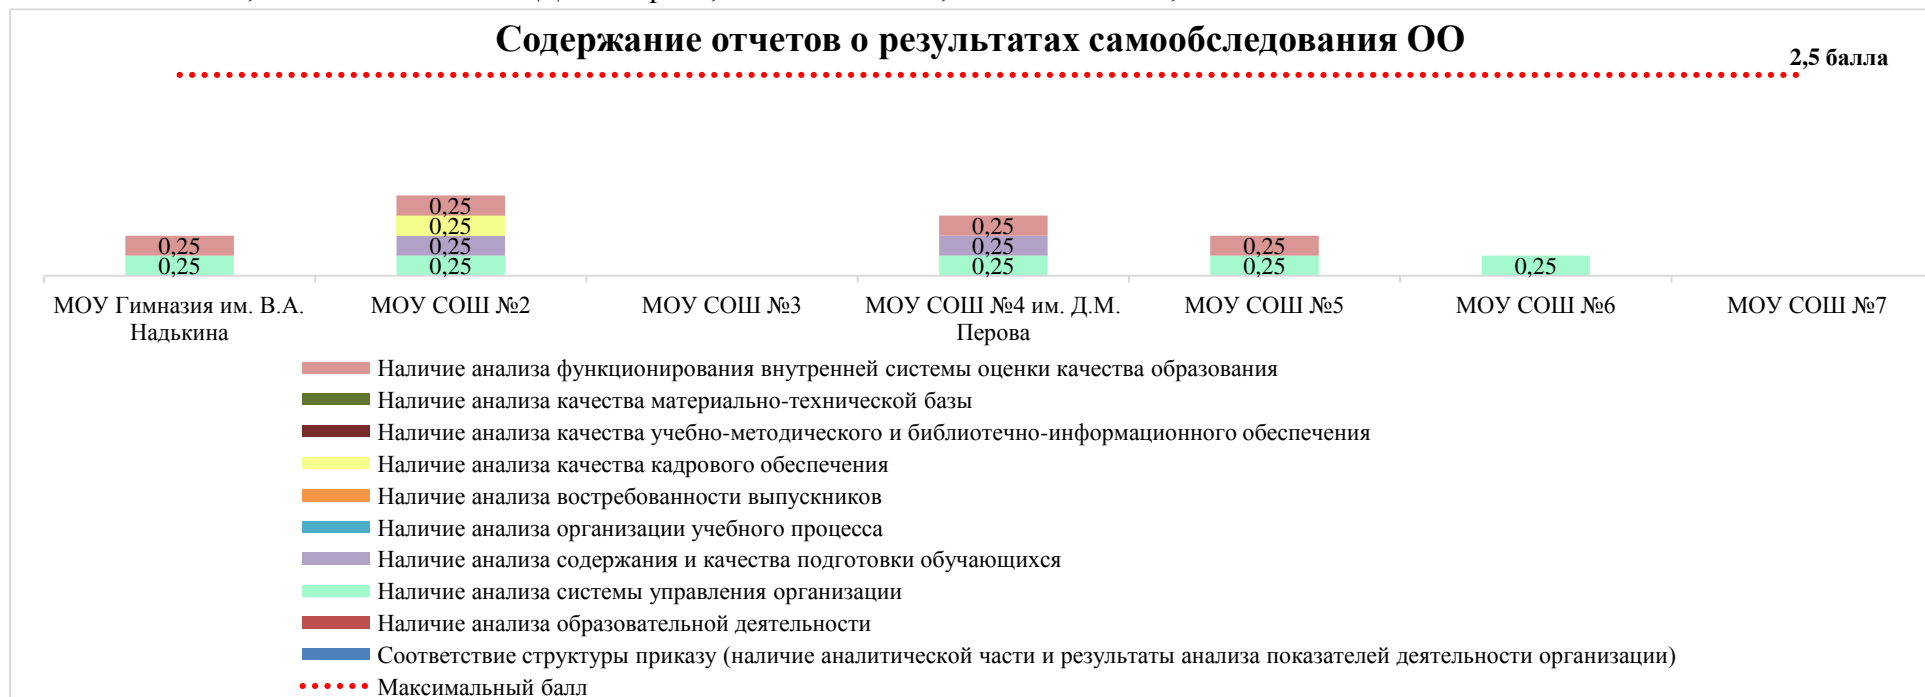 Содержание отчетов о результатах самообследования ОО
2,5 балла
0,25
0,25
0,25
0,25
0,25
0,25
0,25
0,25
0,25
0,25
0,25
0,25
МОУ Гимназия им. В.А. Надькина
МОУ СОШ №2
МОУ СОШ №3
МОУ СОШ №4 им. Д.М. Перова
МОУ СОШ №5
МОУ СОШ №6
МОУ СОШ №7
Наличие анализа функционирования внутренней системы оценки качества образования
Наличие анализа качества материально-технической базы
Наличие анализа качества учебно-методического и библиотечно-информационного обеспечения
Наличие анализа качества кадрового обеспечения
Наличие анализа востребованности выпускников
Наличие анализа организации учебного процесса
Наличие анализа содержания и качества подготовки обучающихся
Наличие анализа системы управления организации
Наличие анализа образовательной деятельности
Соответствие структуры приказу (наличие аналитической части и результаты анализа показателей деятельности организации)
Максимальный балл